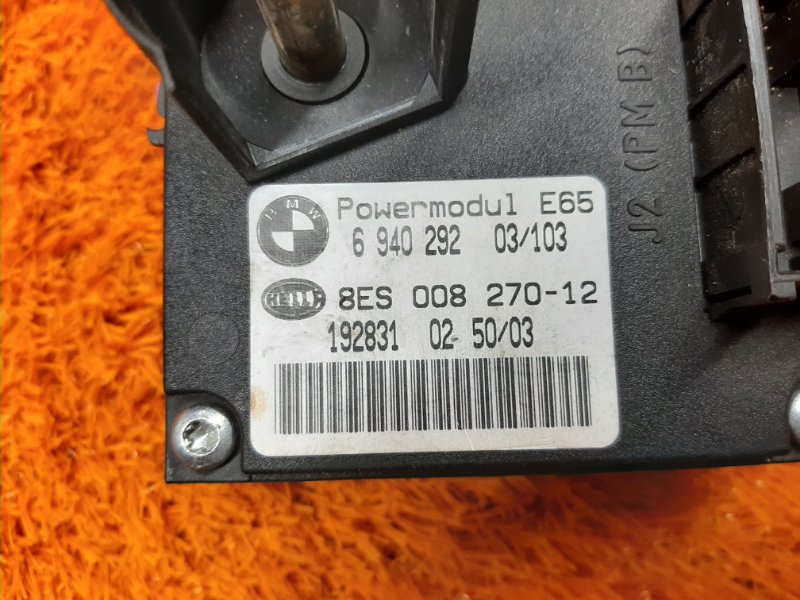 BMW
Powermodul E65
6 940 292 03/103
HELLA
8ES 008 270-12
192831 02 50/03
J2 (PM B)